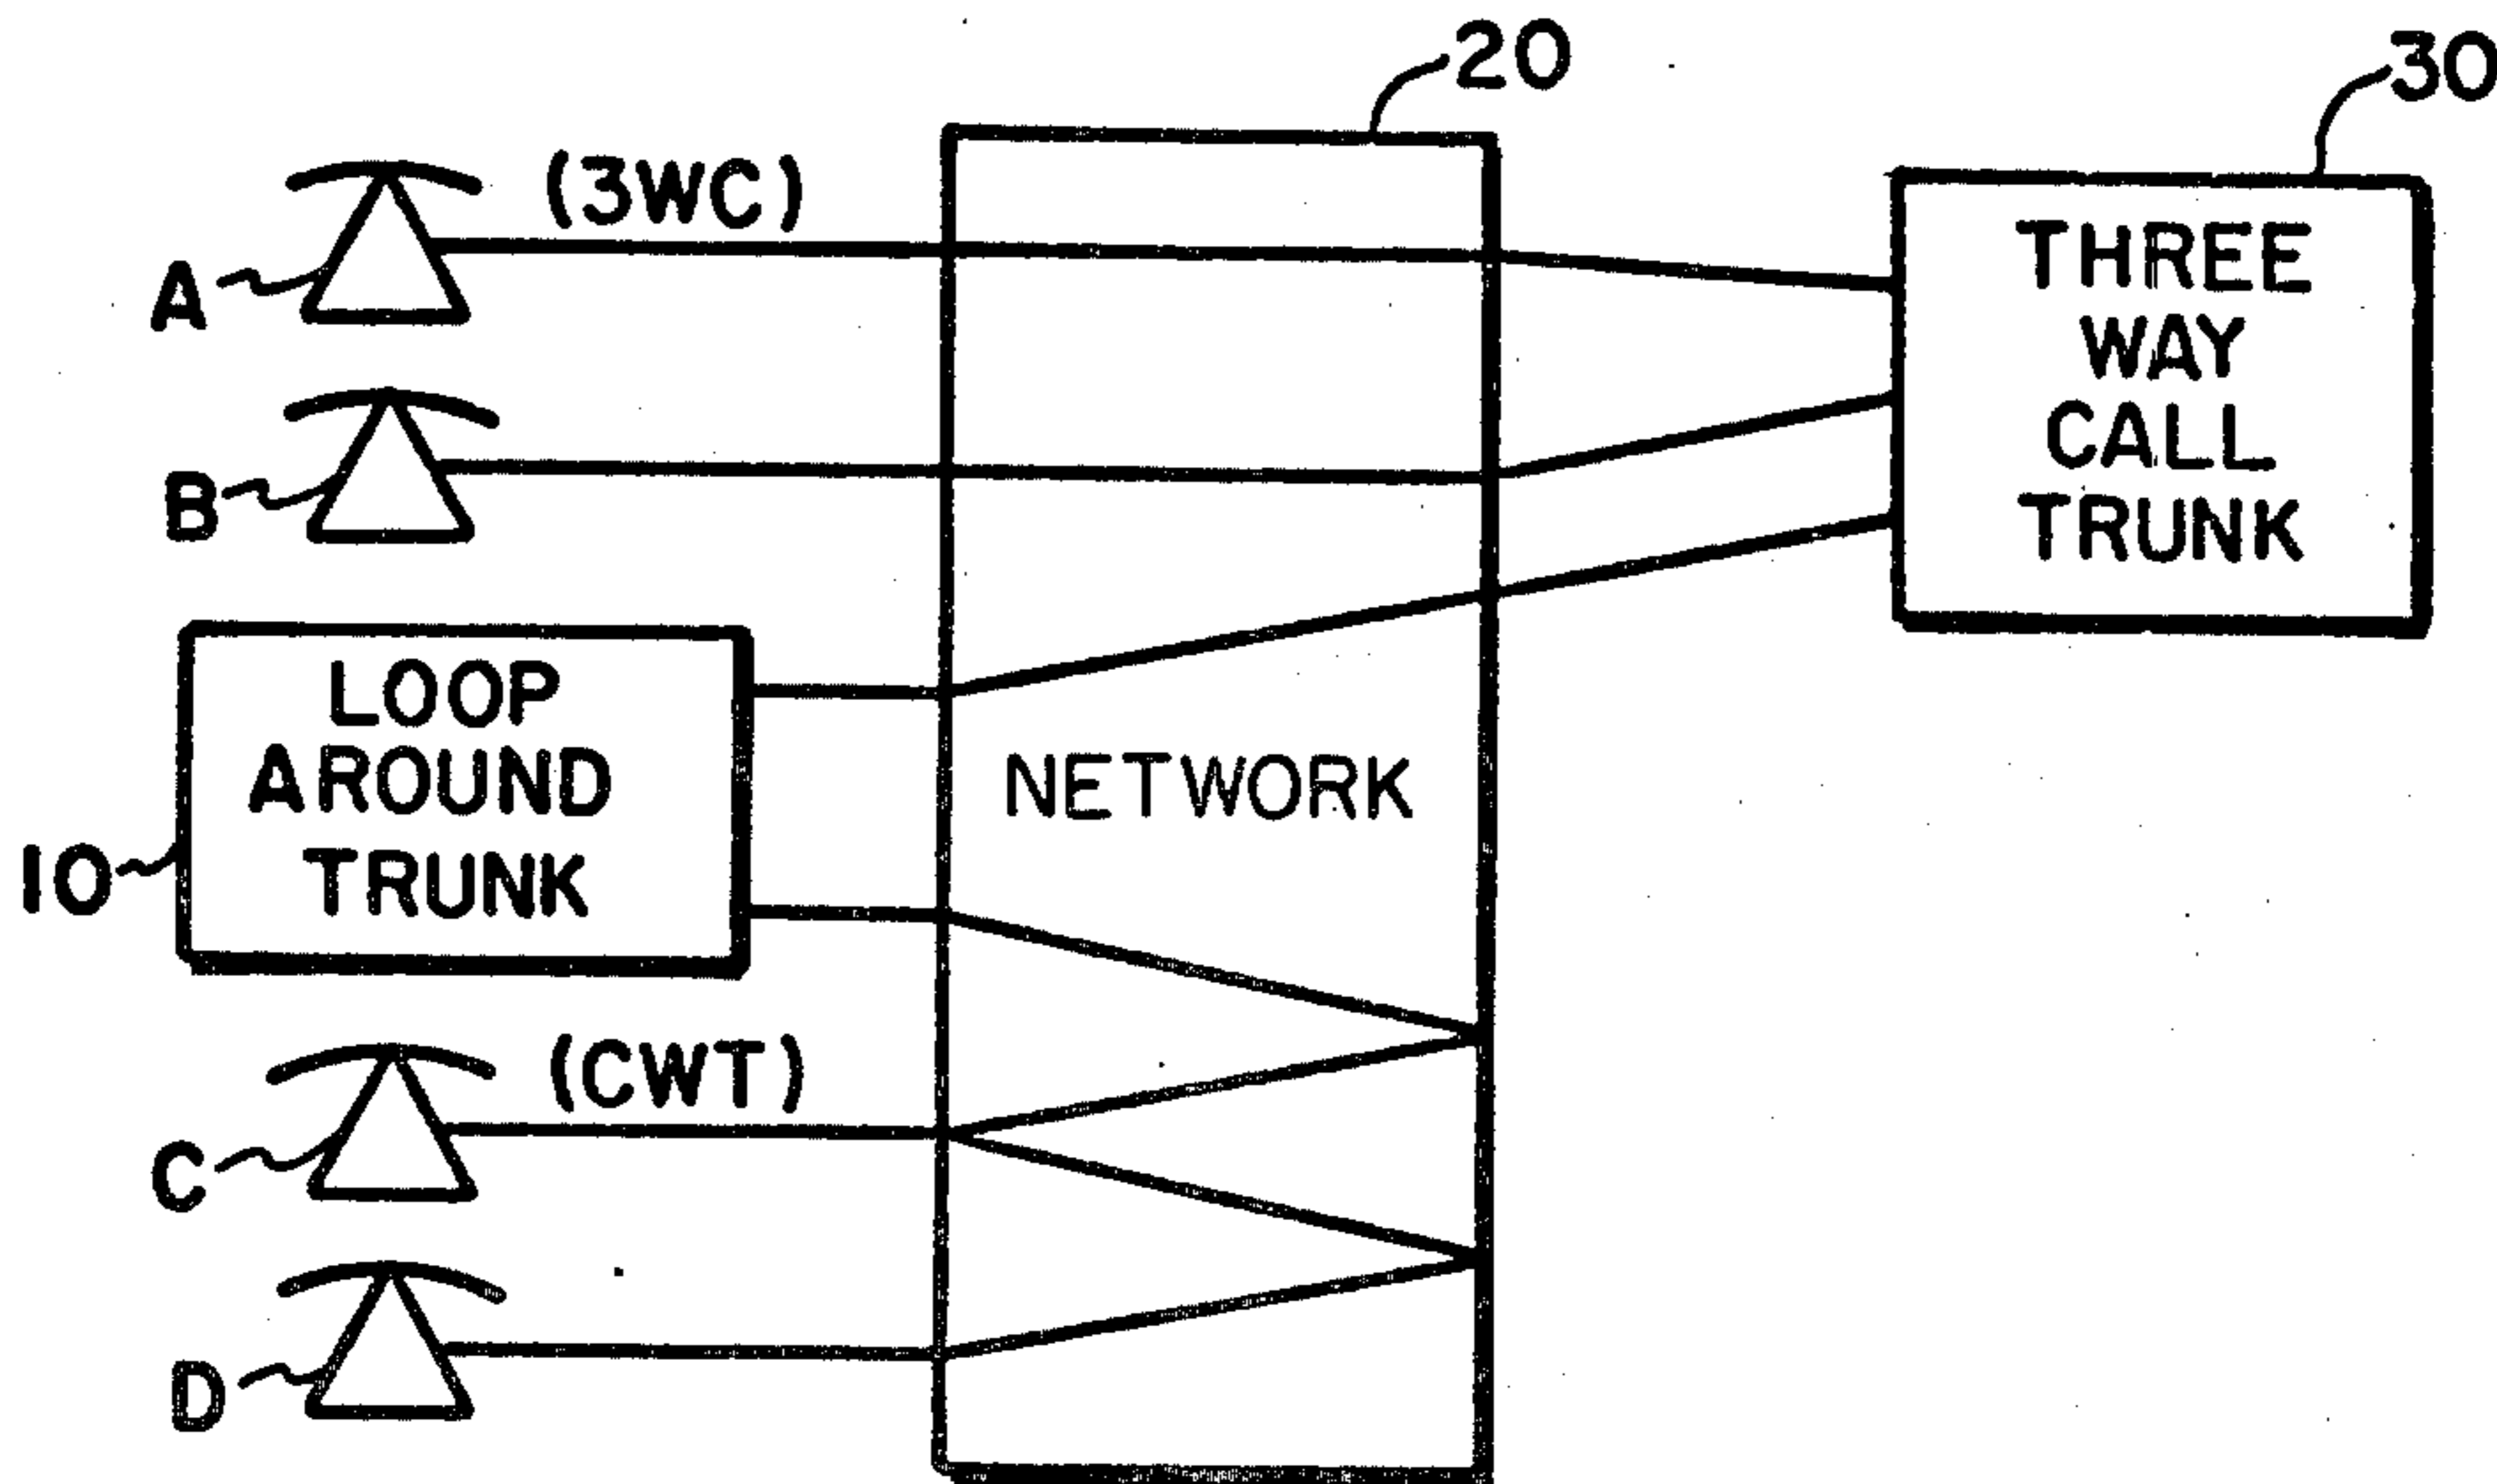 20
30
(3WC)
A
THREE
WAY
CALL
TRUNK
B
LOOP
AROUND
TRUNK
10
NETWORK
(CWT)
C
D